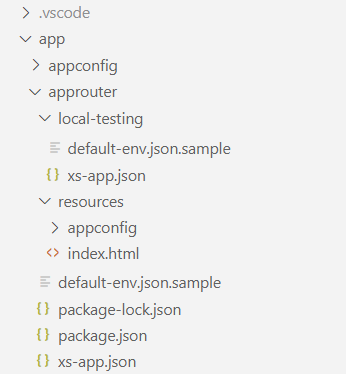 .vscode
app
appconfig
approuter
local-testing
default-env.json.sample
{} xs-app.json
resources
appconfig
<> index.html
default-env.json.sample
{} package-lock.json
{} package.json
{} xs-app.json